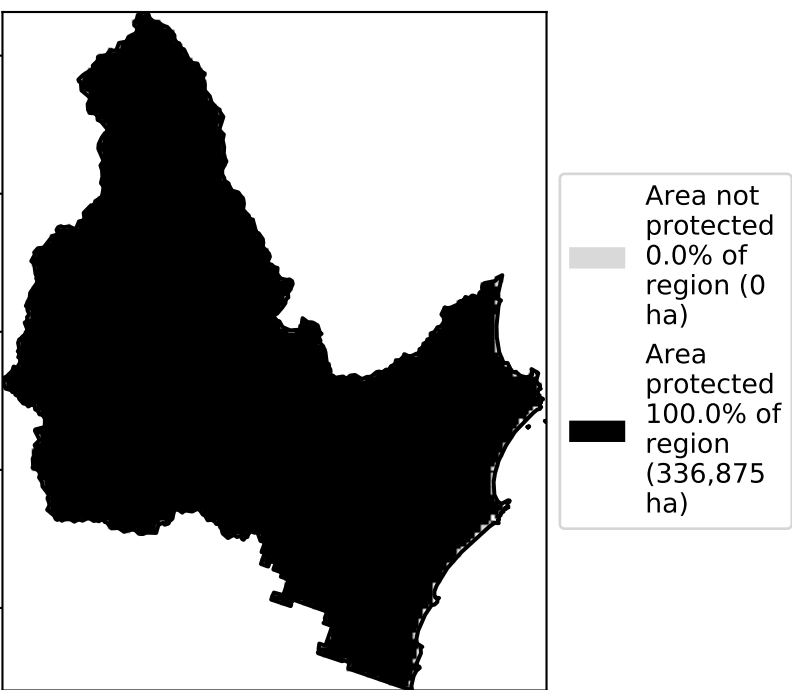 Area not
protected
0.0% of
region (0
ha)
Area
protected
100.0% of
region
(336,875
ha)